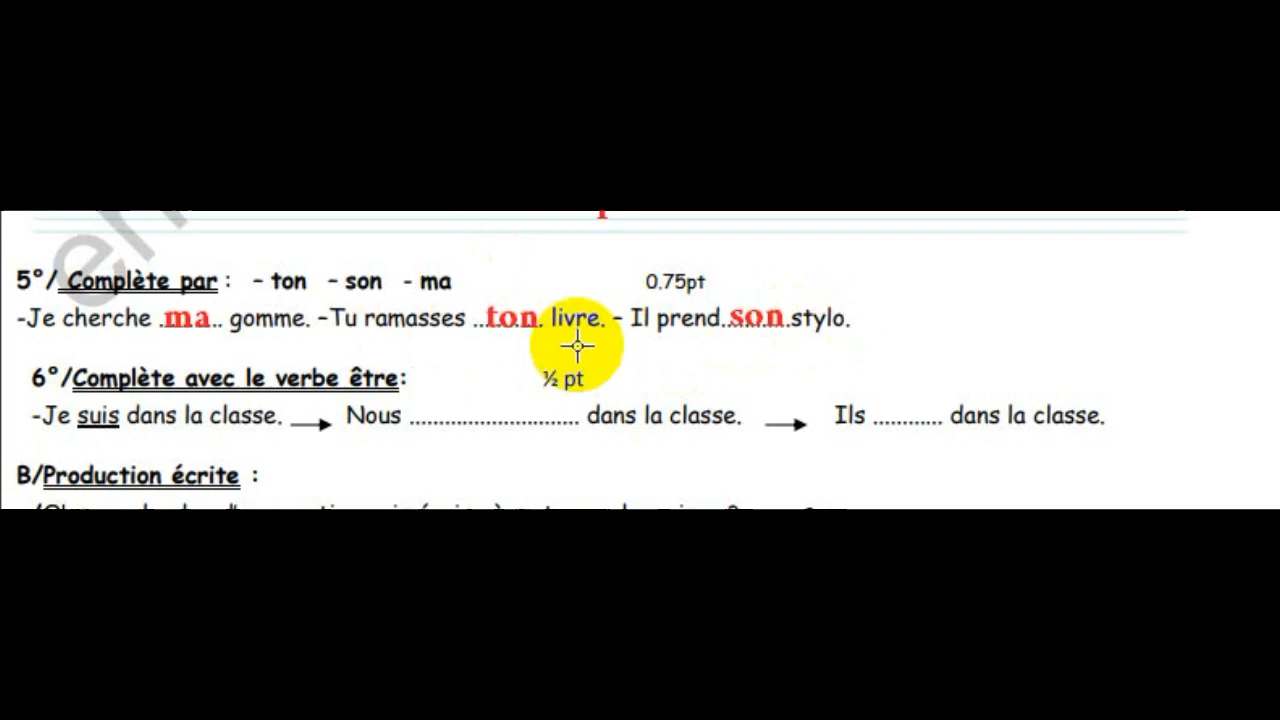 en
5°/ Complète par : - ton - son - ma 0.75pt
-Je cherche .ma.. gomme. -Tu ramasses ...ton. livre. - Il prend..son.stylo.
6°/Complète avec le verbe être: ½ pt
-Je suis dans la classe. → Nous ............................. dans la classe. → Ils ............ dans la classe.
B/Production écrite :